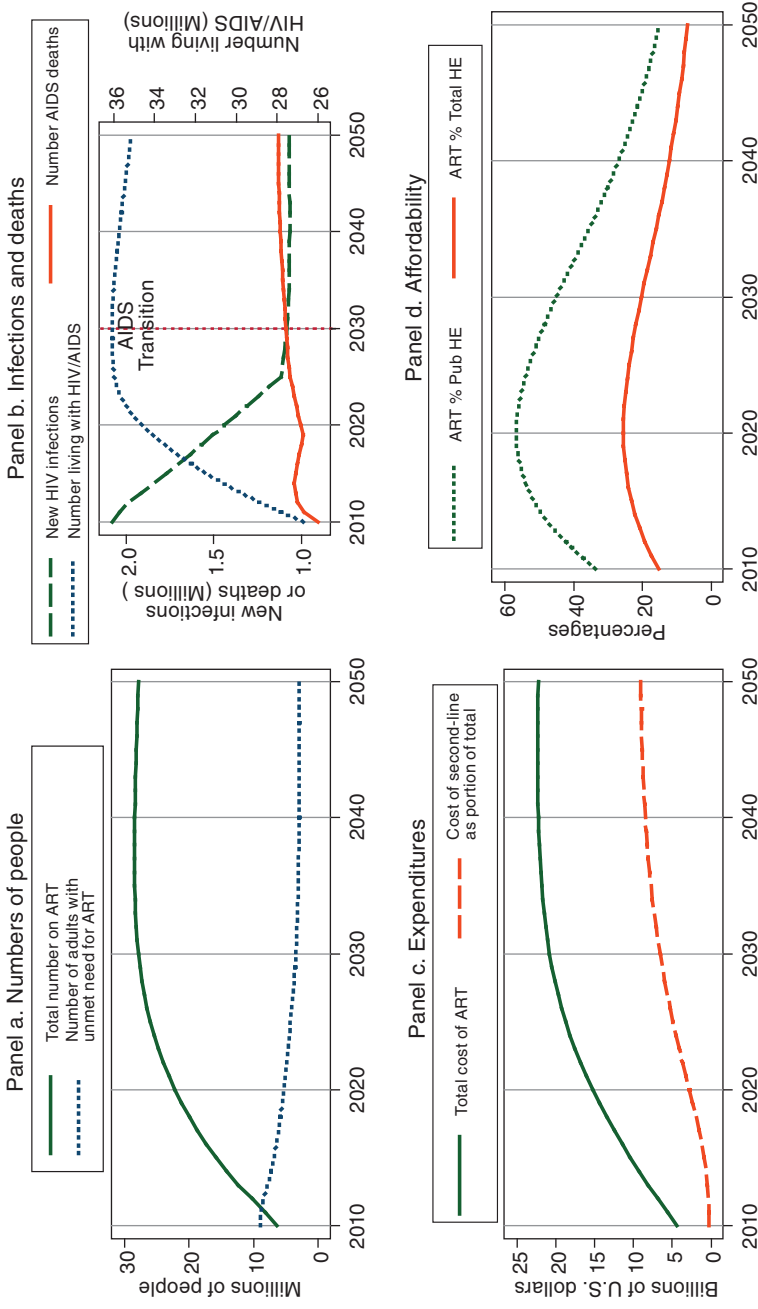 Panel a. Numbers of people
Total number on ART
Number of adults with
unmet need for ART
Millions of people
30
20
10
0
2010
2020
2030
2040
2050
Panel b. Infections and deaths
New HIV infections
Number AIDS deaths
Number living with HIV/AIDS
New infections
or deaths (Millions )
2.0
1.5
1.0
AIDS
Transition
36
35
34
32
31
30
28
27
26
Number living with
HIV/AIDS (Millions)
2010
2020
2030
2040
2050
Panel c. Expenditures
Total cost of ART
Cost of second-line
as portion of total
Billions of U.S. dollars
25
20
15
10
5
0
2010
2020
2030
2040
2050
Panel d. Affordability
ART % Pub HE
ART % Total HE
Percentages
60
40
20
0
2010
2020
2030
2040
2050